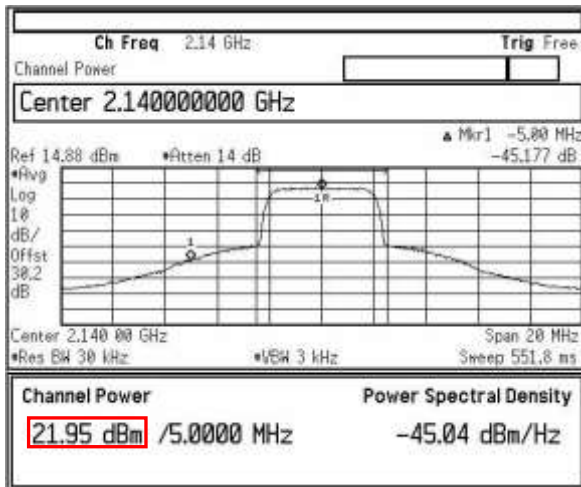 Ch Freq 2.14 GHz Trig Free
Channel Power
Center 2.140000000 GHz
▲ Mkr1 -5.00 MHz
Ref 14.88 dBm *Atten 14 dB -45.177 dB
*Avg
Log
10
dB/
Offst
30.2
dB
1R
1
Center 2.140 00 GHz Span 20 MHz
*Res BW 30 kHz *VBW 3 kHz Sweep 551.8 ms
Channel Power Power Spectral Density
21.95 dBm /5.0000 MHz -45.04 dBm/Hz